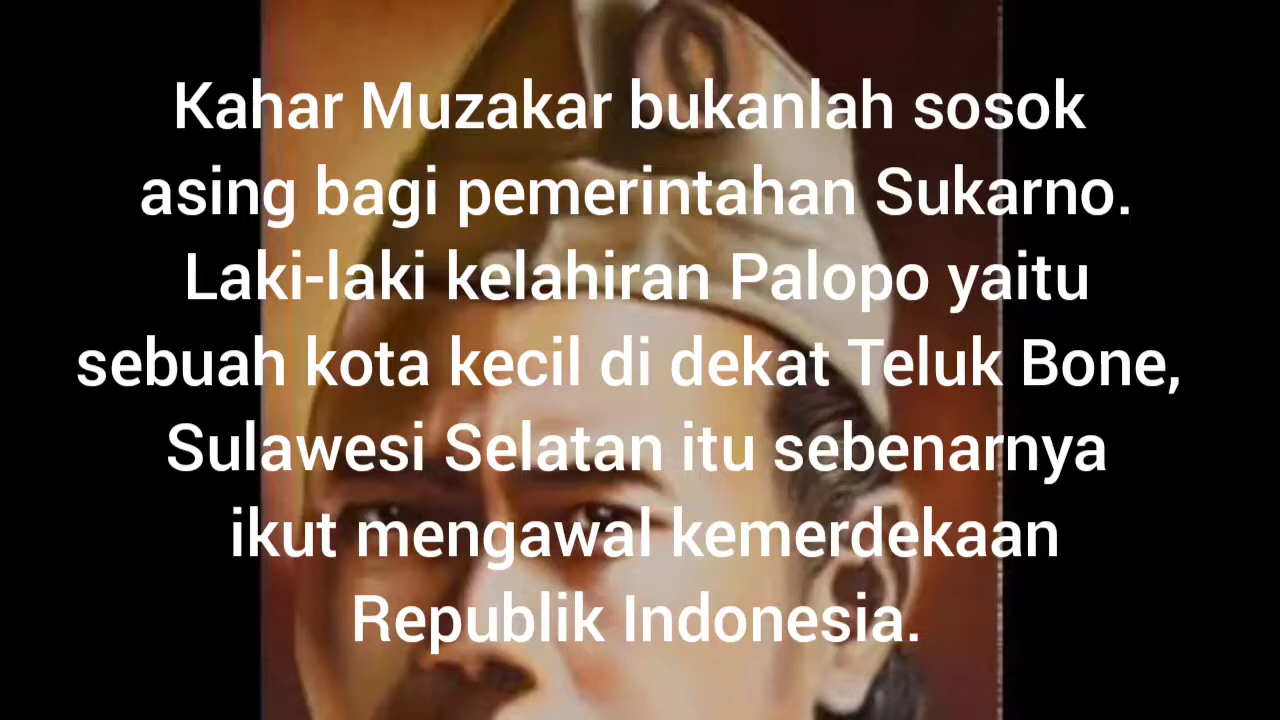 Kahar Muzakar bukanlah sosok
asing bagi pemerintahan Sukarno.
Laki-laki kelahiran Palopo yaitu
sebuah kota kecil di dekat Teluk Bone,
Sulawesi Selatan itu sebenarnya
ikut mengawal kemerdekaan
Republik Indonesia.